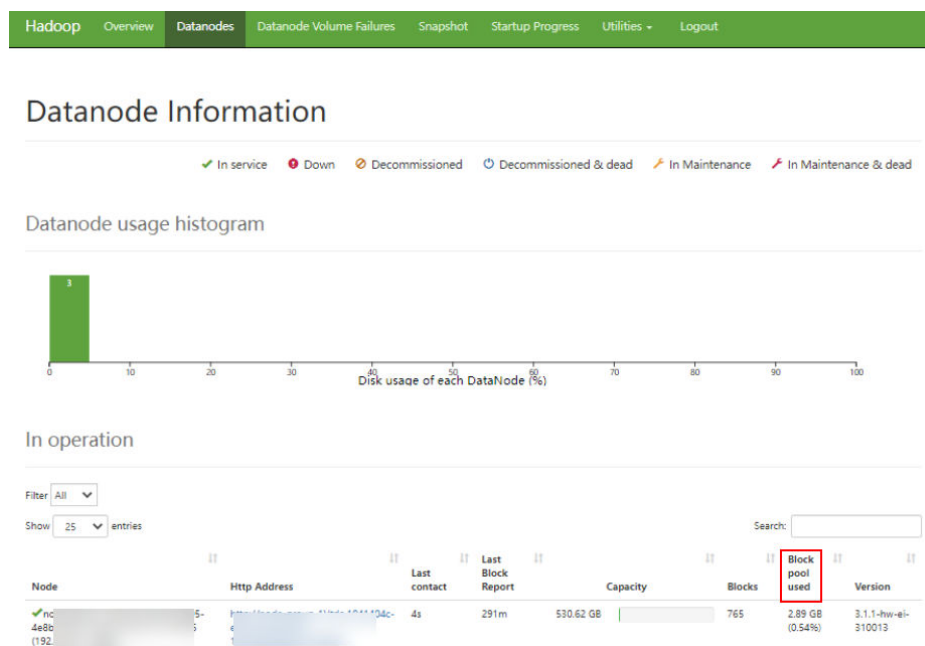 Hadoop Overview Datanodes Datanode Volume Failures Snapshot Startup Progress Utilities Logout
Datanode Information
In service Down Decommissioned Decommissioned & dead In Maintenance In Maintenance & dead
Datanode usage histogram
3
0 10 20 30 40 50 60 70 80 90 100
Disk usage of each DataNode (%)
In operation
Filter All
Show 25 entries Search:
Node Http Address Last contact Last Block Report Capacity Blocks Block pool used Version
4s 291m 530.62 GB 765 2.89 GB (0.54%) 3.1.1-hw-ei-310013
4e8b
(192.